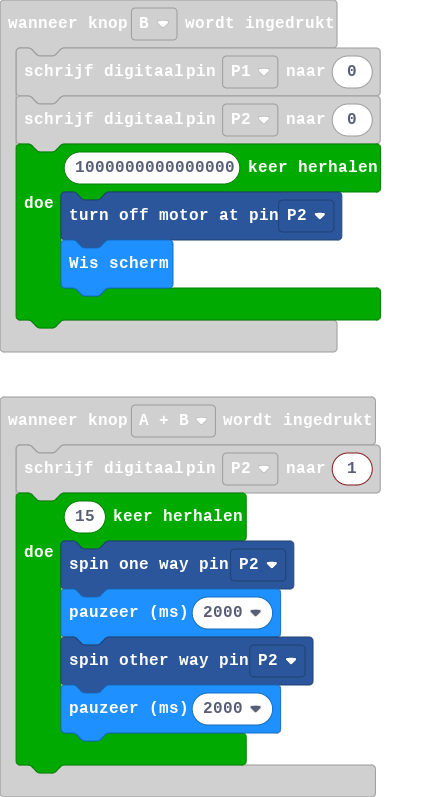 wanneer knop B wordt ingedrukt
schrijf digitaalpin P1 naar 0
schrijf digitaalpin P2 naar 0
1000000000000000 keer herhalen
doe
turn off motor at pin P2
Wis scherm
wanneer knop A + B wordt ingedrukt
schrijf digitaalpin P2 naar 1
15 keer herhalen
doe
spin one way pin P2
pauzeer (ms) 2000
spin other way pin P2
pauzeer (ms) 2000